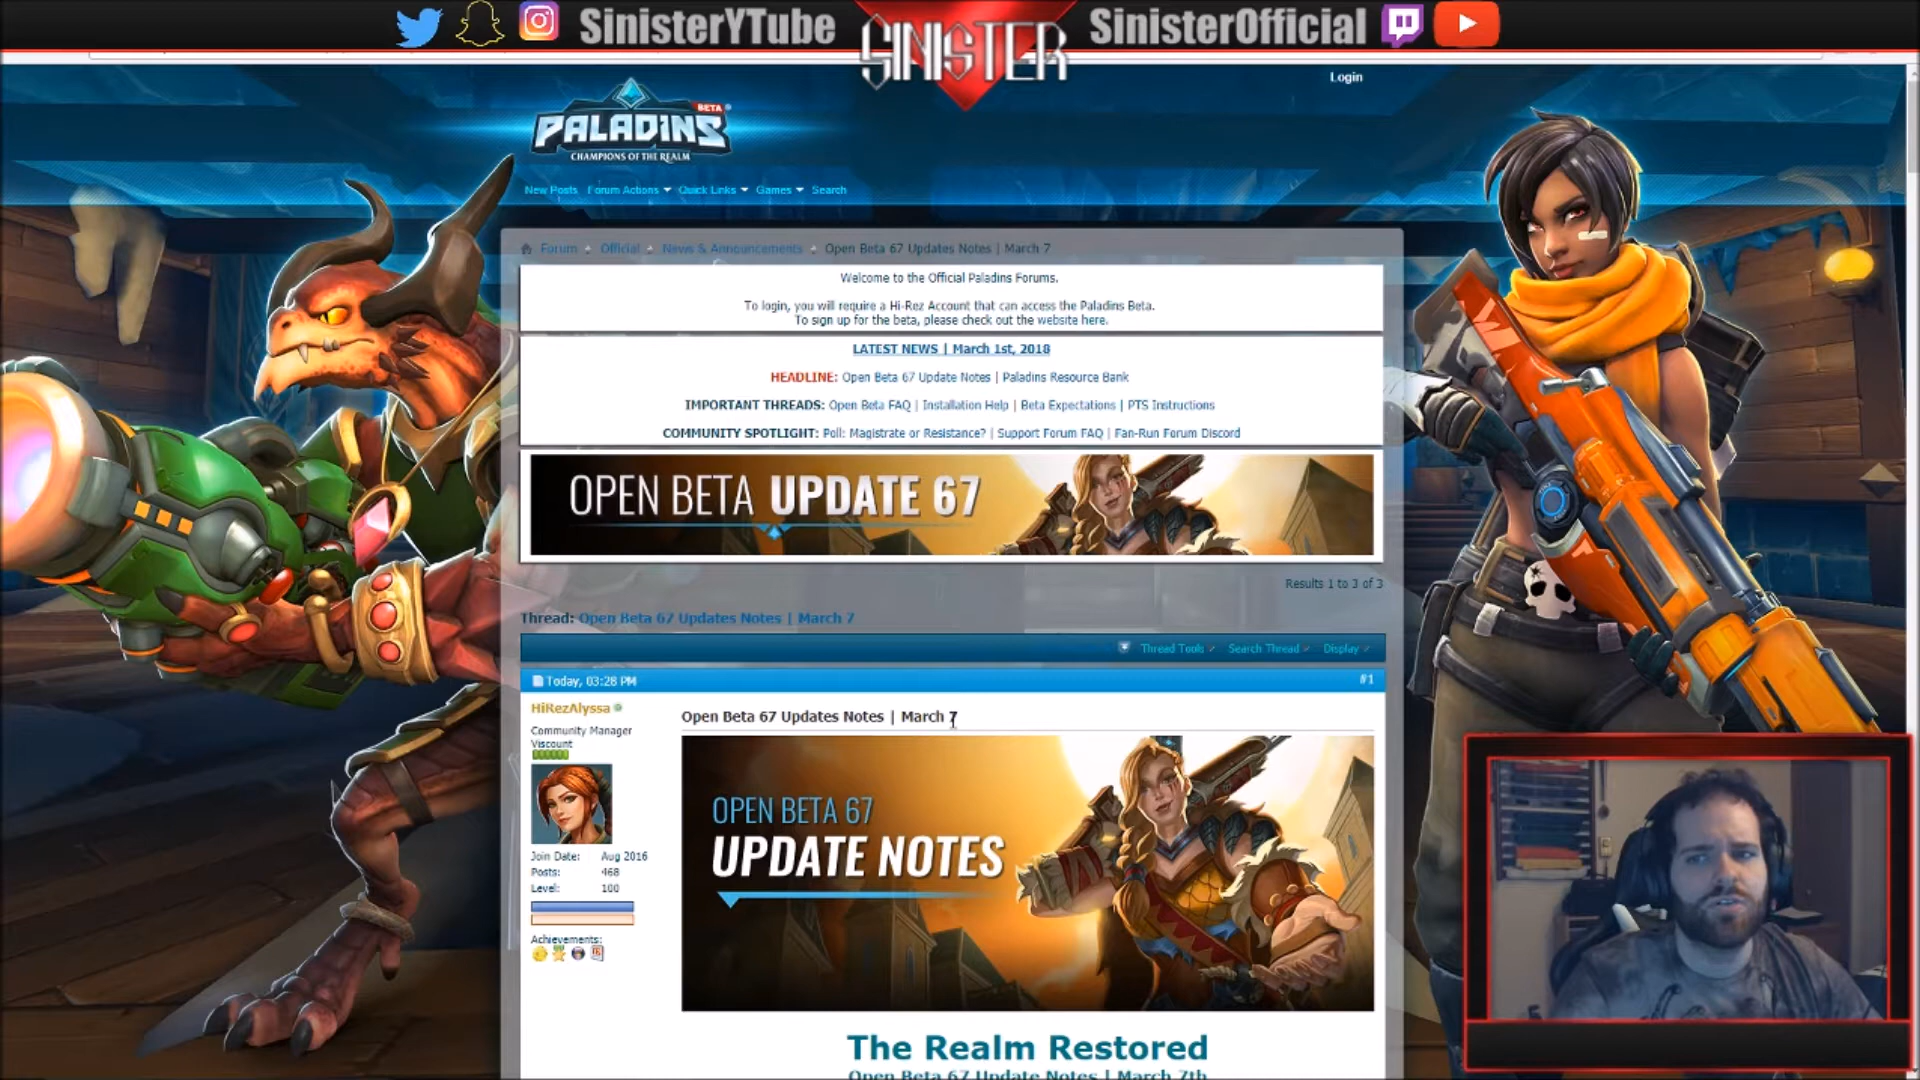 SinisterYTube
SINISTER
SinisterOfficial
Login
BETA
PALADINS
CHAMPIONS OF THE REALM
New Posts Forum Actions Quick Links Games Search
Forum Official News & Announcements Open Beta 67 Updates Notes | March 7
Welcome to the Official Paladins Forums.
To login, you will require a Hi-Rez Account that can access the Paladins Beta.
To sign up for the beta, please check out the website here.
LATEST NEWS | March 1st, 2018
HEADLINE: Open Beta 67 Update Notes | Paladins Resource Bank
IMPORTANT THREADS: Open Beta FAQ | Installation Help | Beta Expectations | PTS Instructions
COMMUNITY SPOTLIGHT: Poll: Magistrate or Resistance? | Support Forum FAQ | Fan-Run Forum Discord
OPEN BETA UPDATE 67
Results 1 to 3 of 3
Thread: Open Beta 67 Updates Notes | March 7
Thread Tools Search Thread Display
Today, 03:28 PM #1
HiRezAlyssa
Community Manager
Viscount
Join Date: Aug 2016
Posts: 468
Level: 100
Achievements:
Open Beta 67 Updates Notes | March 7
OPEN BETA 67
UPDATE NOTES
The Realm Restored
Open Beta 67 Update Notes | March 7th